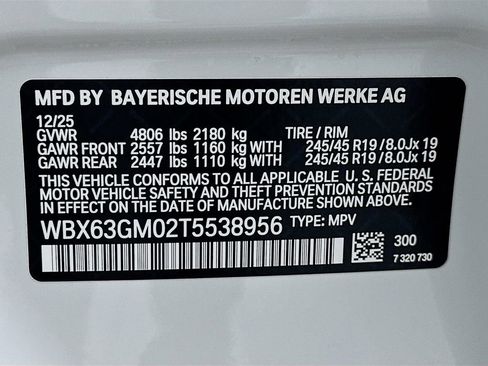 MFD BY BAYERISCHE MOTOREN WERKE AG
12/25
GVWR 4806 lbs 2180 kg TIRE / RIM
GAWR FRONT 2557 lbs 1160 kg WITH 245/45 R19 / 8.0Jx 19
GAWR REAR 2447 lbs 1110 kg WITH 245/45 R19 / 8.0Jx 19
THIS VEHICLE CONFORMS TO ALL APPLICABLE U. S. FEDERAL
MOTOR VEHICLE SAFETY AND THEFT PREVENTION STANDARDS
IN EFFECT ON THE DATE OF MANUFACTURE SHOWN ABOVE.
WBX63GM02T5538956 TYPE: MPV
300
7 320 730